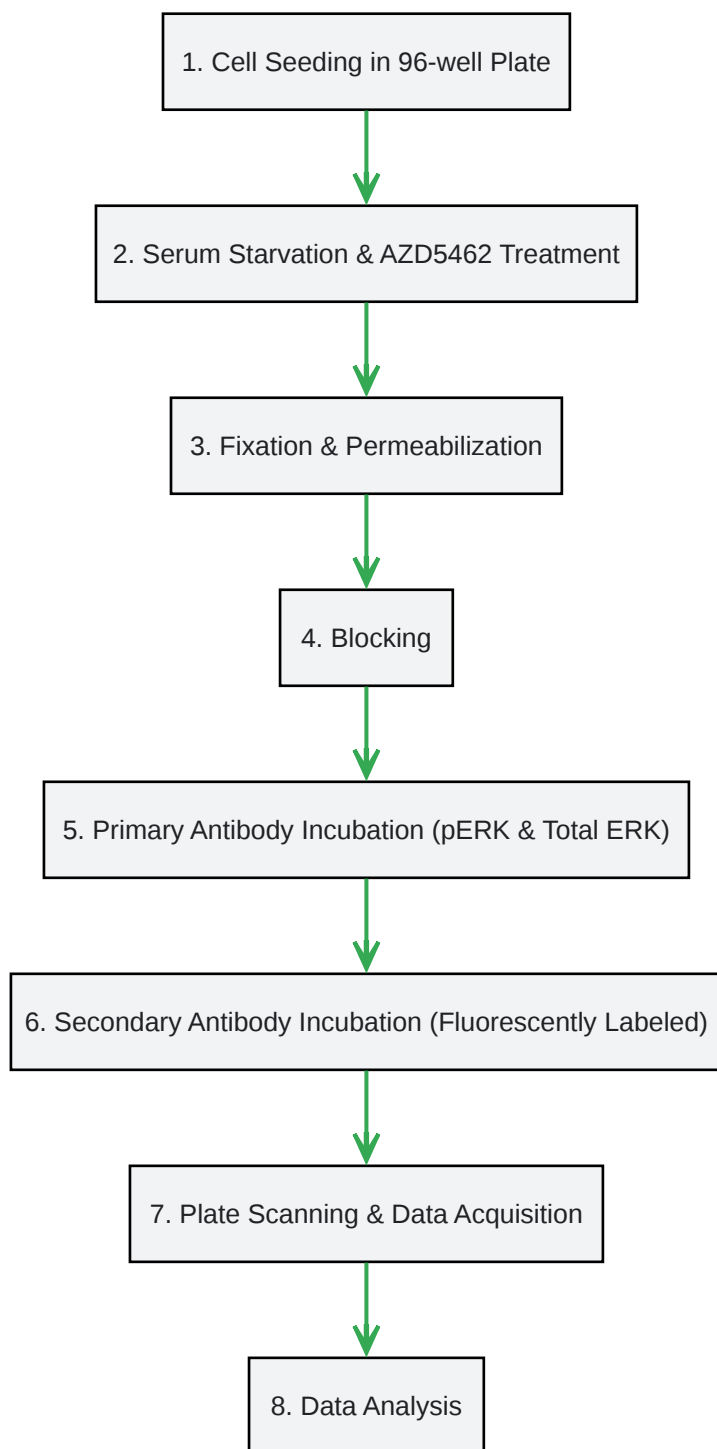 1. Cell Seeding in 96-well Plate
2. Serum Starvation & AZD5462 Treatment
3. Fixation & Permeabilization
4. Blocking
5. Primary Antibody Incubation (pERK & Total ERK)
6. Secondary Antibody Incubation (Fluorescently Labeled)
7. Plate Scanning & Data Acquisition
8. Data Analysis